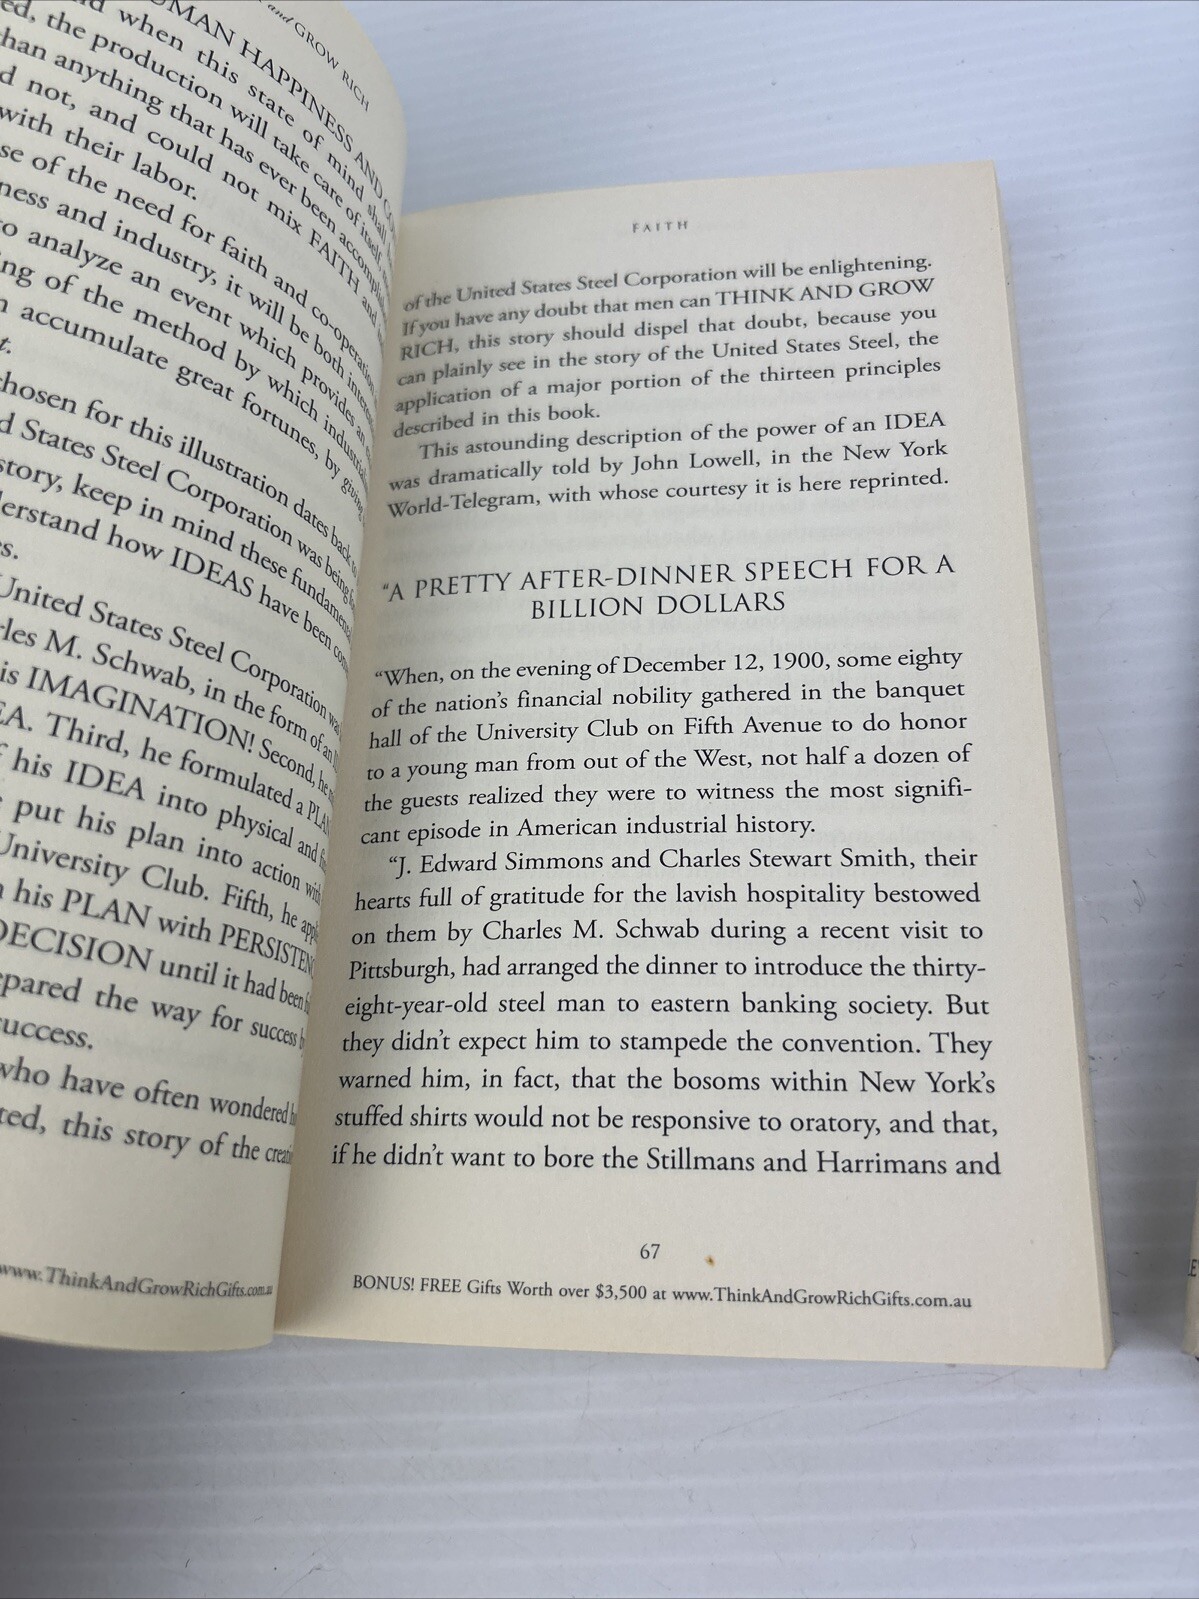 and GROW RICH
HUMAN HAPPINESS AND
when this state of mind shall
ed, the production will take care of itself,
han anything that has ever been
d not, and could not mix FAITH and
with their labor.
se of the need for faith and co-operation
ness and industry, it will be both
o analyze an event which provides an
ng of the method by which
accumulate great fortunes, by giving
t.
hosen for this illustration dates back to
d States Steel Corporation was being
story, keep in mind these
derstand how IDEAS have been
s.
United States Steel Corporation was
rles M. Schwab, in the form of an
is IMAGINATION! Second, he
EA. Third, he formulated a PLAN
f his IDEA into physical and
put his plan into action with
University Club. Fifth, he
his PLAN with PERSISTENCE
DECISION until it had been
epared the way for success
success.
who have often wondered
ted, this story of the
www.ThinkAndGrowRichGifts.com.au
FAITH
of the United States Steel Corporation will be enlightening.
If you have any doubt that men can THINK AND GROW
RICH, this story should dispel that doubt, because you
can plainly see in the story of the United States Steel, the
application of a major portion of the thirteen principles
described in this book.
This astounding description of the power of an IDEA
was dramatically told by John Lowell, in the New York
World-Telegram, with whose courtesy it is here reprinted.
“A PRETTY AFTER-DINNER SPEECH FOR A
BILLION DOLLARS
“When, on the evening of December 12, 1900, some eighty
of the nation’s financial nobility gathered in the banquet
hall of the University Club on Fifth Avenue to do honor
to a young man from out of the West, not half a dozen of
the guests realized they were to witness the most signifi-
cant episode in American industrial history.
“J. Edward Simmons and Charles Stewart Smith, their
hearts full of gratitude for the lavish hospitality bestowed
on them by Charles M. Schwab during a recent visit to
Pittsburgh, had arranged the dinner to introduce the thirty-
eight-year-old steel man to eastern banking society. But
they didn’t expect him to stampede the convention. They
warned him, in fact, that the bosoms within New York’s
stuffed shirts would not be responsive to oratory, and that,
if he didn’t want to bore the Stillmans and Harrimans and
67
BONUS! FREE Gifts Worth over $3,500 at www.ThinkAndGrowRichGifts.com.au